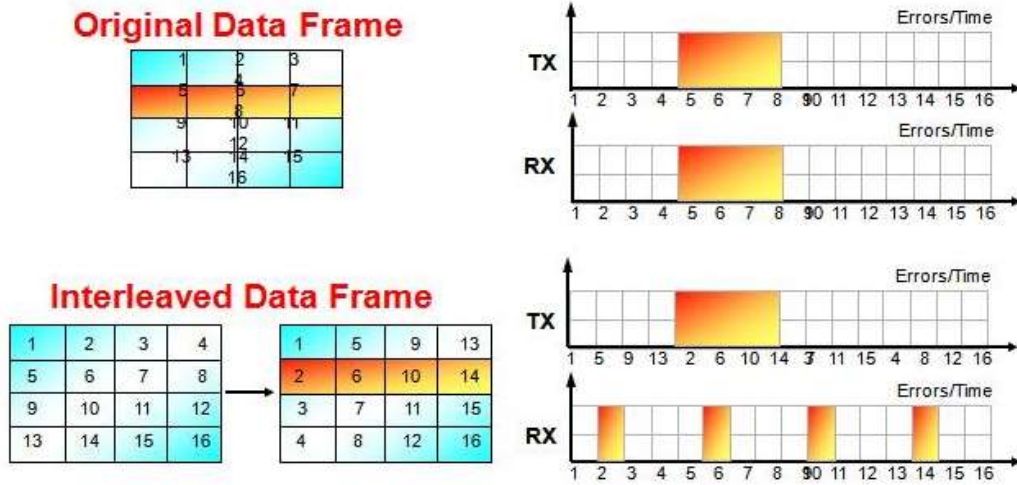 Original Data Frame
1 2 3
4
5 6 7
8
9 10 11
12
13 14 15
16
Errors/Time
TX
1 2 3 4 5 6 7 8 9 10 11 12 13 14 15 16
Errors/Time
RX
1 2 3 4 5 6 7 8 9 10 11 12 13 14 15 16
Interleaved Data Frame
1 2 3 4
5 6 7 8
9 10 11 12
13 14 15 16
1 5 9 13
2 6 10 14
3 7 11 15
4 8 12 16
Errors/Time
TX
1 5 9 13 2 6 10 14 3 7 11 15 4 8 12 16
Errors/Time
RX
1 2 3 4 5 6 7 8 9 10 11 12 13 14 15 16